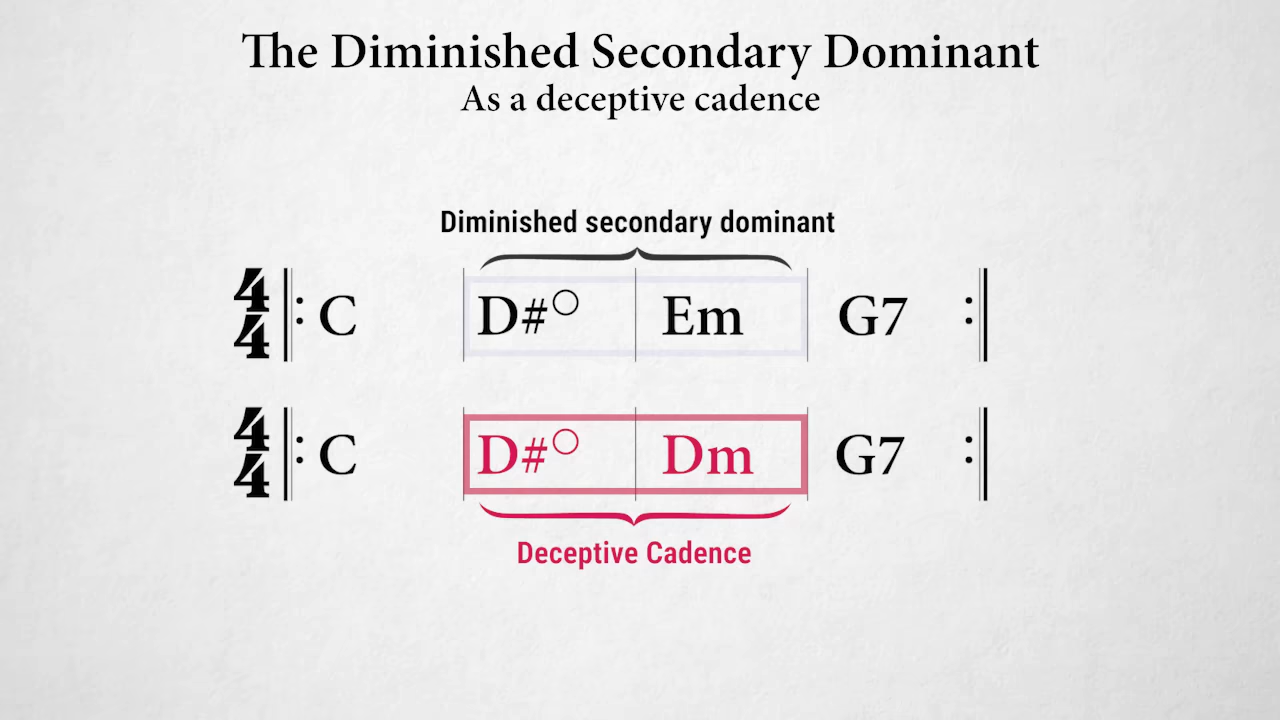 The Diminished Secondary Dominant
As a deceptive cadence
Diminished secondary dominant
4/4 𝄆 C | D#○ | Em | G7 𝄇
4/4 𝄆 C | D#○ | Dm | G7 𝄇
Deceptive Cadence